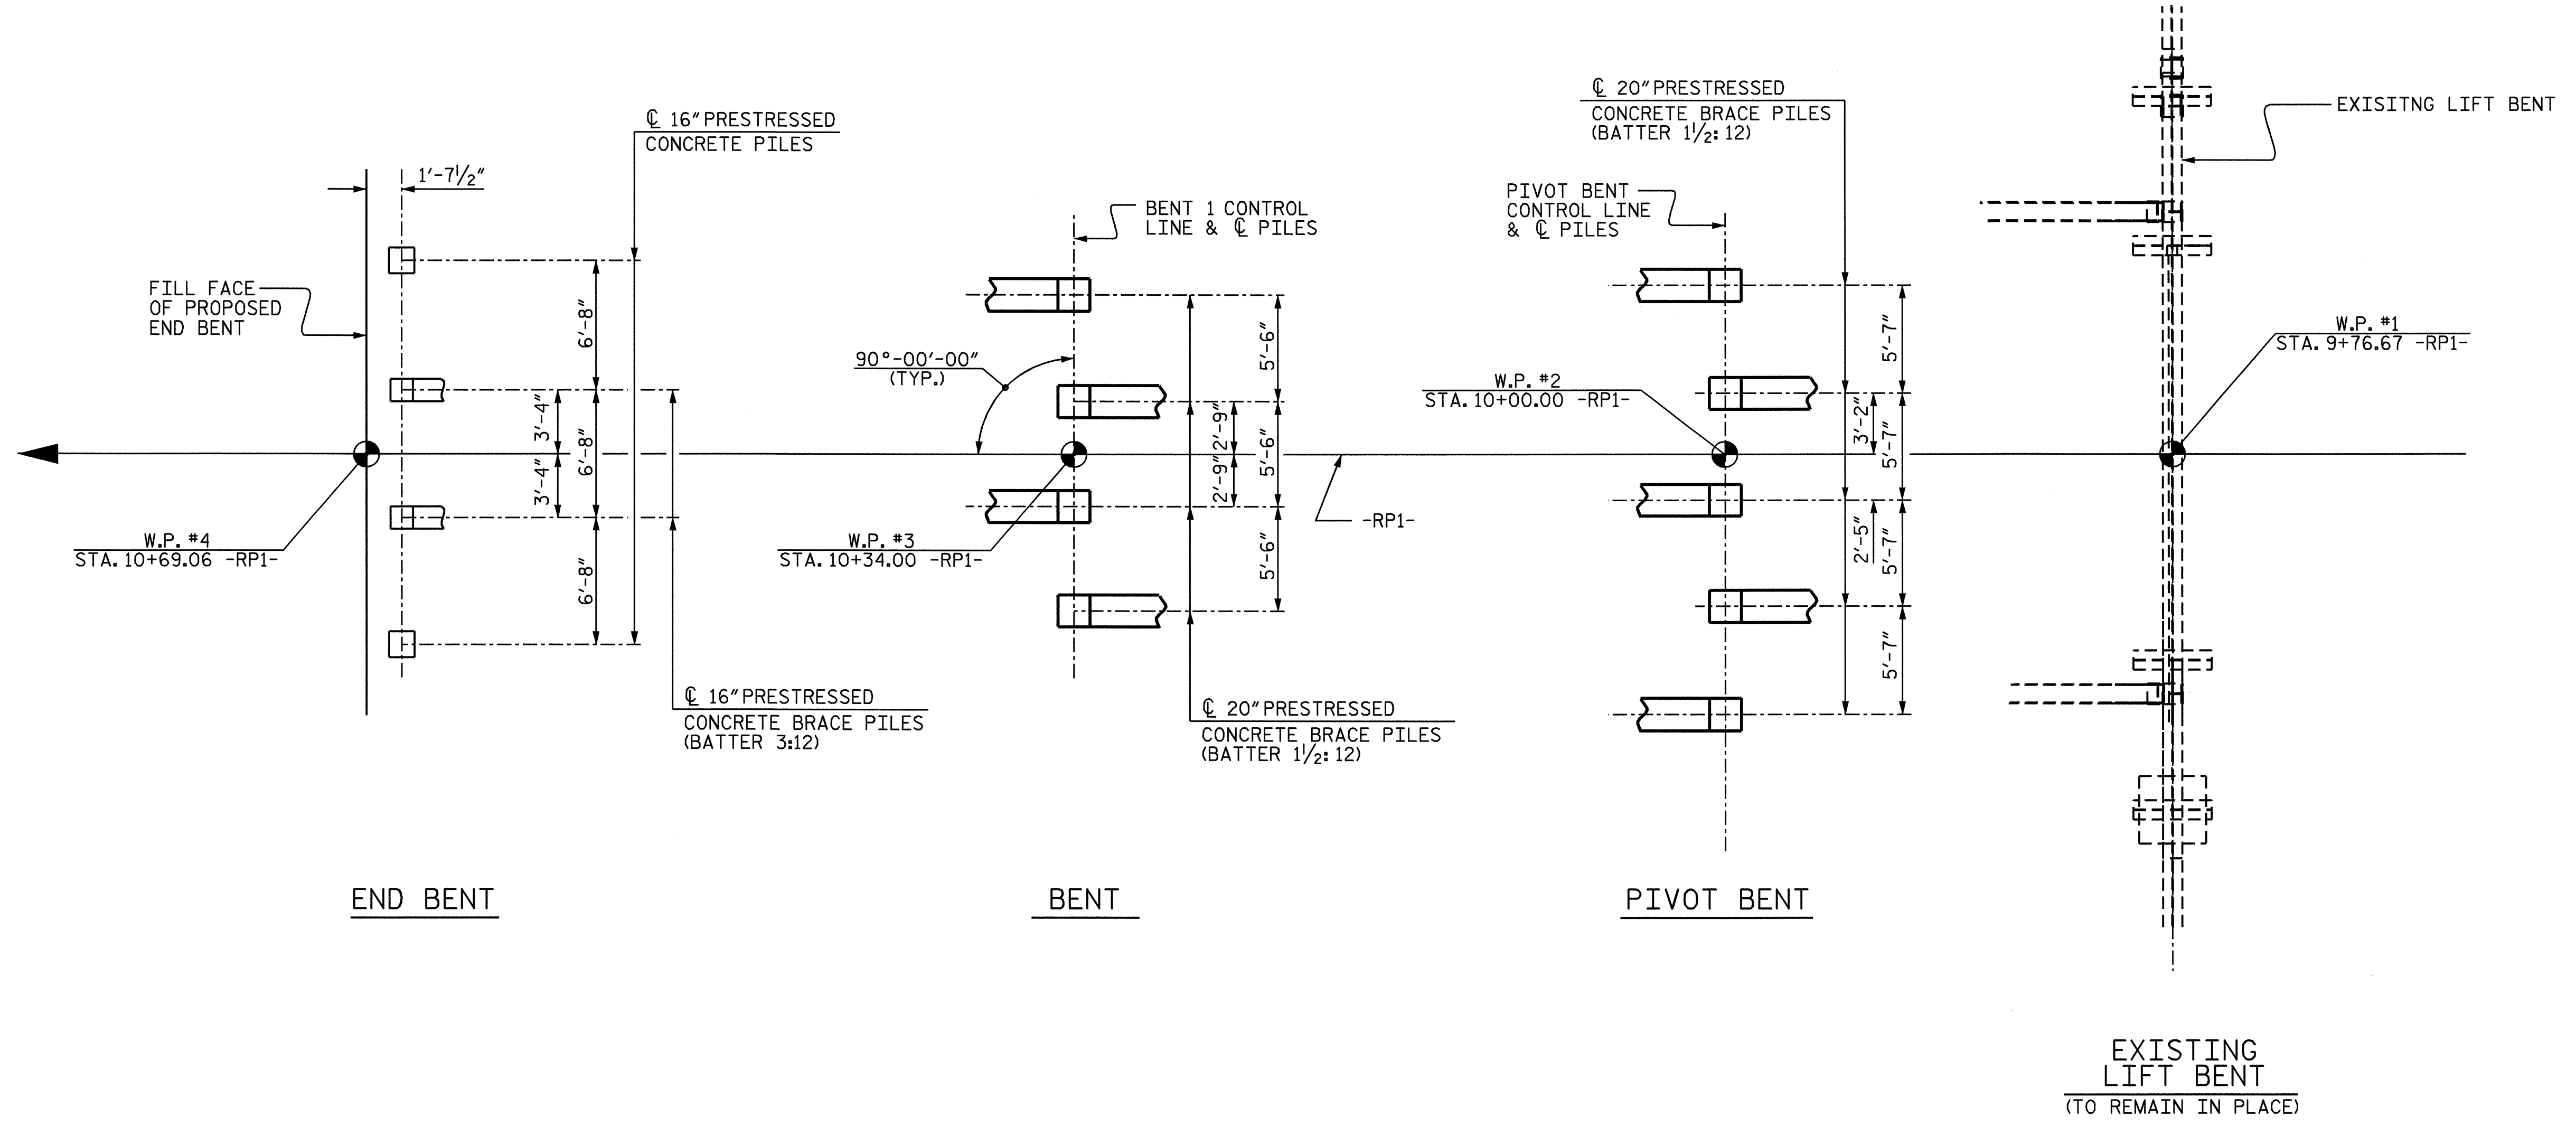 ℄ 16" PRESTRESSED
CONCRETE PILES
1'-7½"
FILL FACE
OF PROPOSED
END BENT
6'-8"
3'-4"
6'-8"
3'-4"
6'-8"
W.P. #4
STA. 10+69.06 -RP1-
℄ 16" PRESTRESSED
CONCRETE BRACE PILES
(BATTER 3:12)
END BENT
BENT 1 CONTROL
LINE & ℄ PILES
90°-00'-00"
(TYP.)
5'-6"
2'-9"
5'-6"
2'-9"
5'-6"
W.P. #3
STA. 10+34.00 -RP1-
℄ 20" PRESTRESSED
CONCRETE BRACE PILES
(BATTER 1½:12)
BENT
-RP1-
℄ 20" PRESTRESSED
CONCRETE BRACE PILES
(BATTER 1½:12)
PIVOT BENT
CONTROL LINE
& ℄ PILES
W.P. #2
STA. 10+00.00 -RP1-
5'-7"
3'-2"
5'-7"
2'-5"
5'-7"
5'-7"
PIVOT BENT
EXISITNG LIFT BENT
W.P. #1
STA. 9+76.67 -RP1-
EXISTING
LIFT BENT
(TO REMAIN IN PLACE)